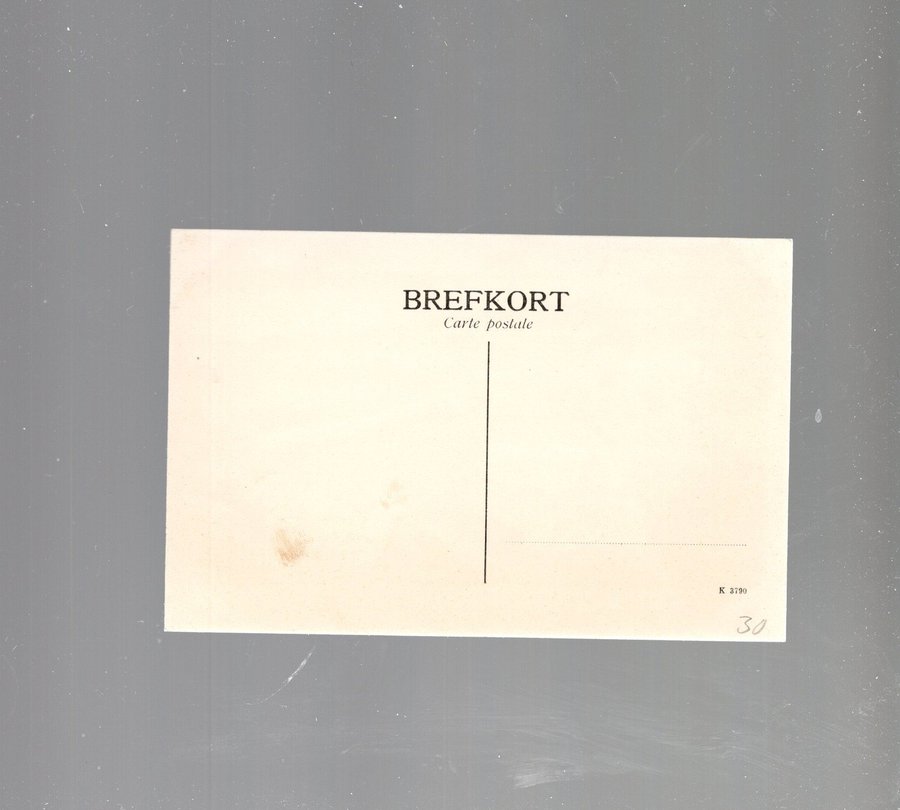 BREFKORT
Carte postale
K 3790
30